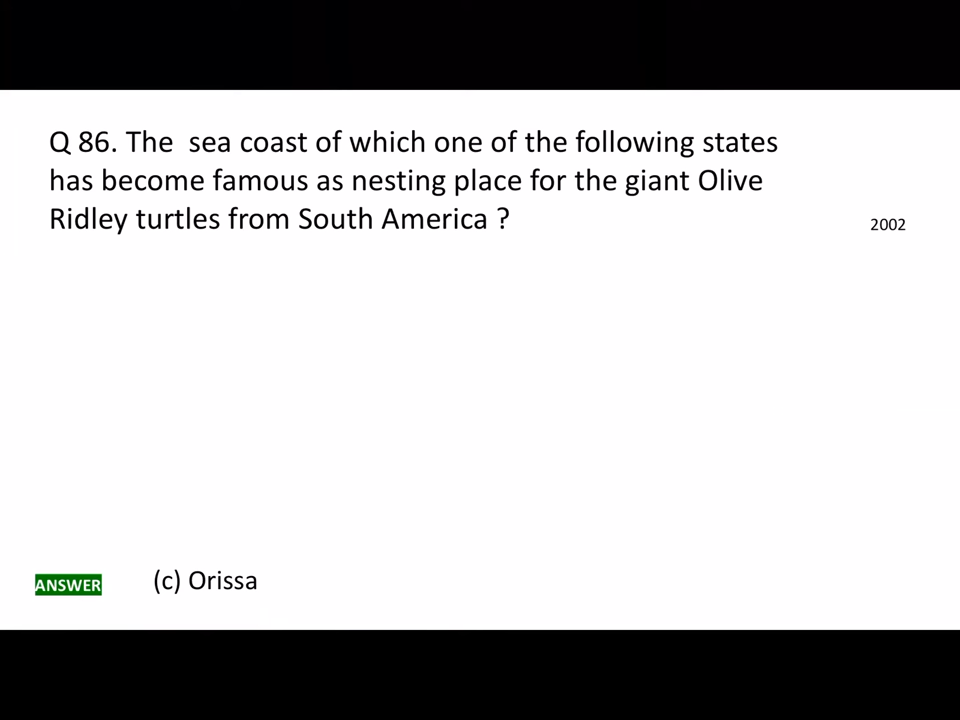 Q 86. The sea coast of which one of the following states
has become famous as nesting place for the giant Olive
Ridley turtles from South America ?
2002
ANSWER
(c) Orissa